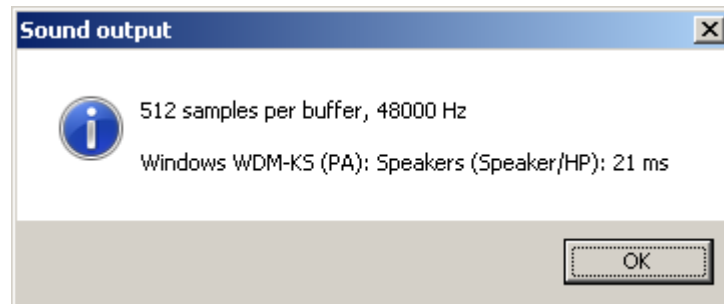 Sound output
512 samples per buffer, 48000 Hz
Windows WDM-KS (PA): Speakers (Speaker/HP): 21 ms
OK